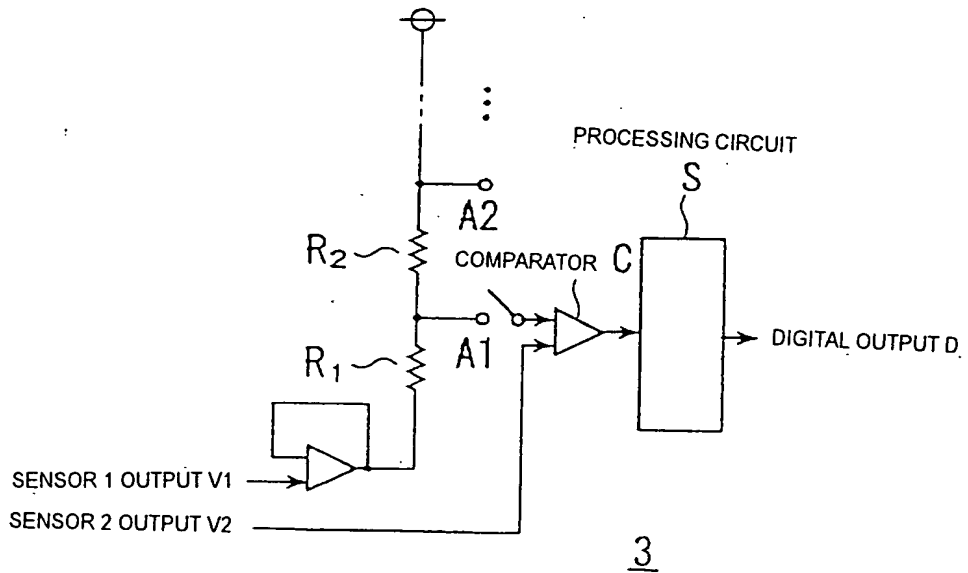 PROCESSING CIRCUIT
S
A2
R2
COMPARATOR C
A1
R1
DIGITAL OUTPUT D
SENSOR 1 OUTPUT V1
SENSOR 2 OUTPUT V2
3